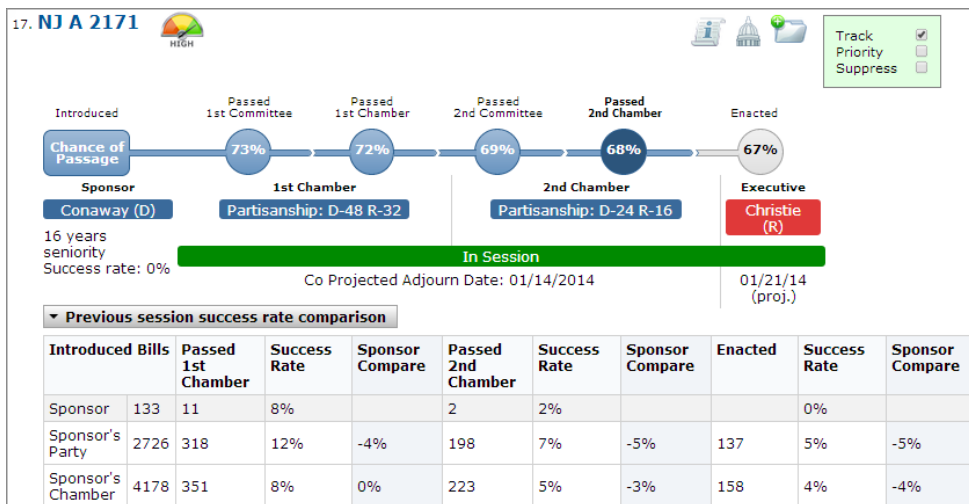 17. NJ A 2171
HIGH
Track
Priority
Suppress
Introduced
Passed
1st Committee
Passed
1st Chamber
Passed
2nd Committee
Passed
2nd Chamber
Enacted
Chance of
Passage
73%
72%
69%
68%
67%
Sponsor
1st Chamber
2nd Chamber
Executive
Conaway (D)
Partisanship: D-48 R-32
Partisanship: D-24 R-16
Christie
(R)
16 years
seniority
Success rate: 0%
In Session
Co Projected Adjourn Date: 01/14/2014
01/21/14
(proj.)
Previous session success rate comparison
Introduced Bills
Passed
1st
Chamber
Success
Rate
Sponsor
Compare
Passed
2nd
Chamber
Success
Rate
Sponsor
Compare
Enacted
Success
Rate
Sponsor
Compare
Sponsor 133 11 8% 2 2% 0%
Sponsor's
Party
2726 318 12% -4% 198 7% -5% 137 5% -5%
Sponsor's
Chamber
4178 351 8% 0% 223 5% -3% 158 4% -4%